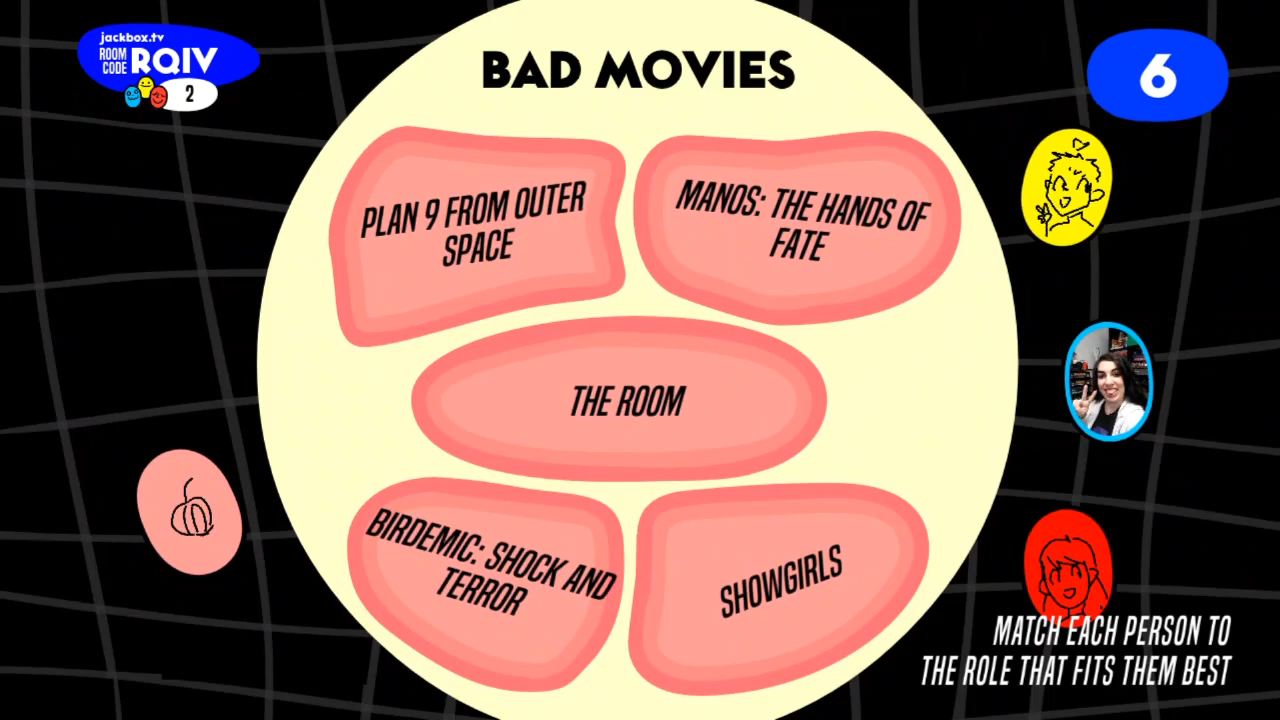 jackbox.tv
ROOM
CODE
RQIV
2
BAD MOVIES
6
PLAN 9 FROM OUTER
SPACE
MANOS: THE HANDS OF
FATE
THE ROOM
BIRDEMIC: SHOCK AND
TERROR
SHOWGIRLS
MATCH EACH PERSON TO
THE ROLE THAT FITS THEM BEST